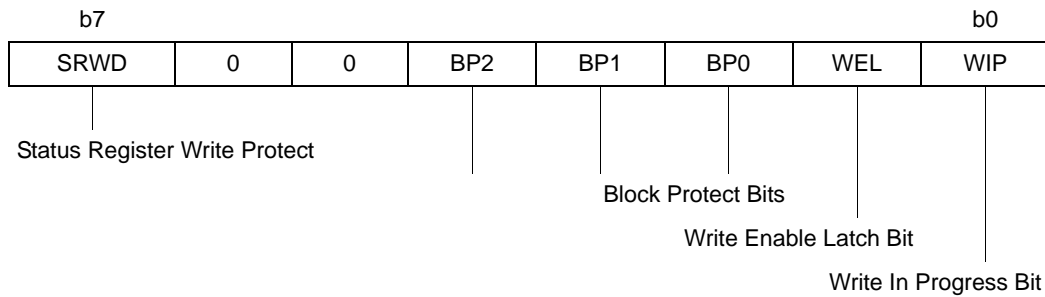 b7 b0
SRWD 0 0 BP2 BP1 BP0 WEL WIP
Status Register Write Protect
Block Protect Bits
Write Enable Latch Bit
Write In Progress Bit